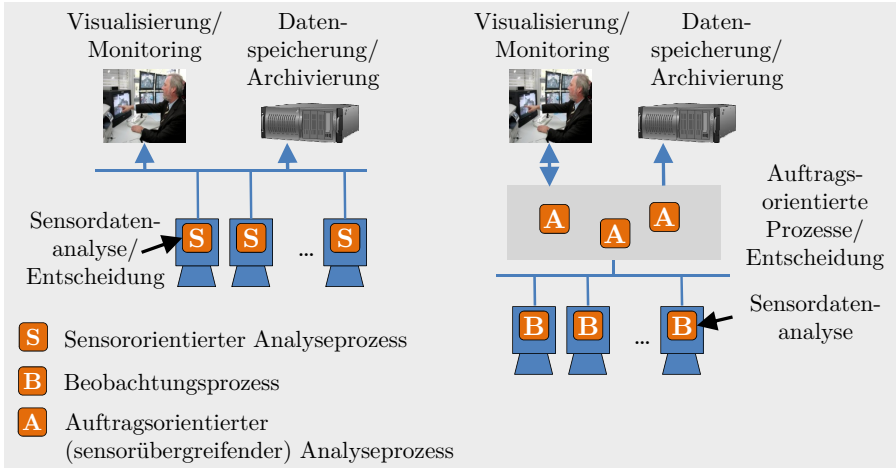 Visualisierung/
Monitoring
Daten-
speicherung/
Archivierung
Sensordaten-
analyse/
Entscheidung
S
S
...
S
S Sensororientierter Analyseprozess
B Beobachtungsprozess
A Auftragsorientierter
(sensorübergreifender) Analyseprozess
Visualisierung/
Monitoring
Daten-
speicherung/
Archivierung
A
A
A
Auftrags-
orientierte
Prozesse/
Entscheidung
B
B
...
B
Sensordaten-
analyse